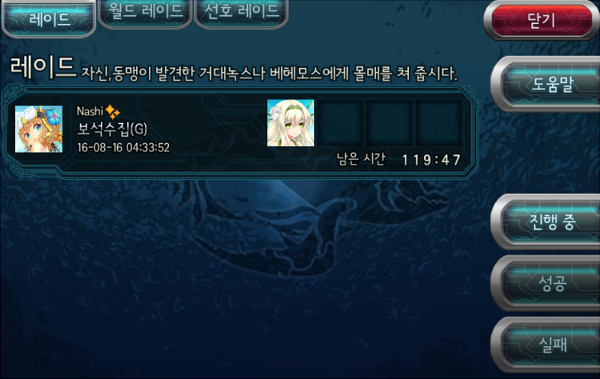 레이드 월드 레이드 선호 레이드 닫기
레이드 자신,동맹이 발견한 거대녹스나 베헤모스에게 몰매를 쳐 줍시다.
도움말
Nashi✨
보석수집(G)
16-08-16 04:33:52
남은 시간 119:47
진행 중
성공
실패